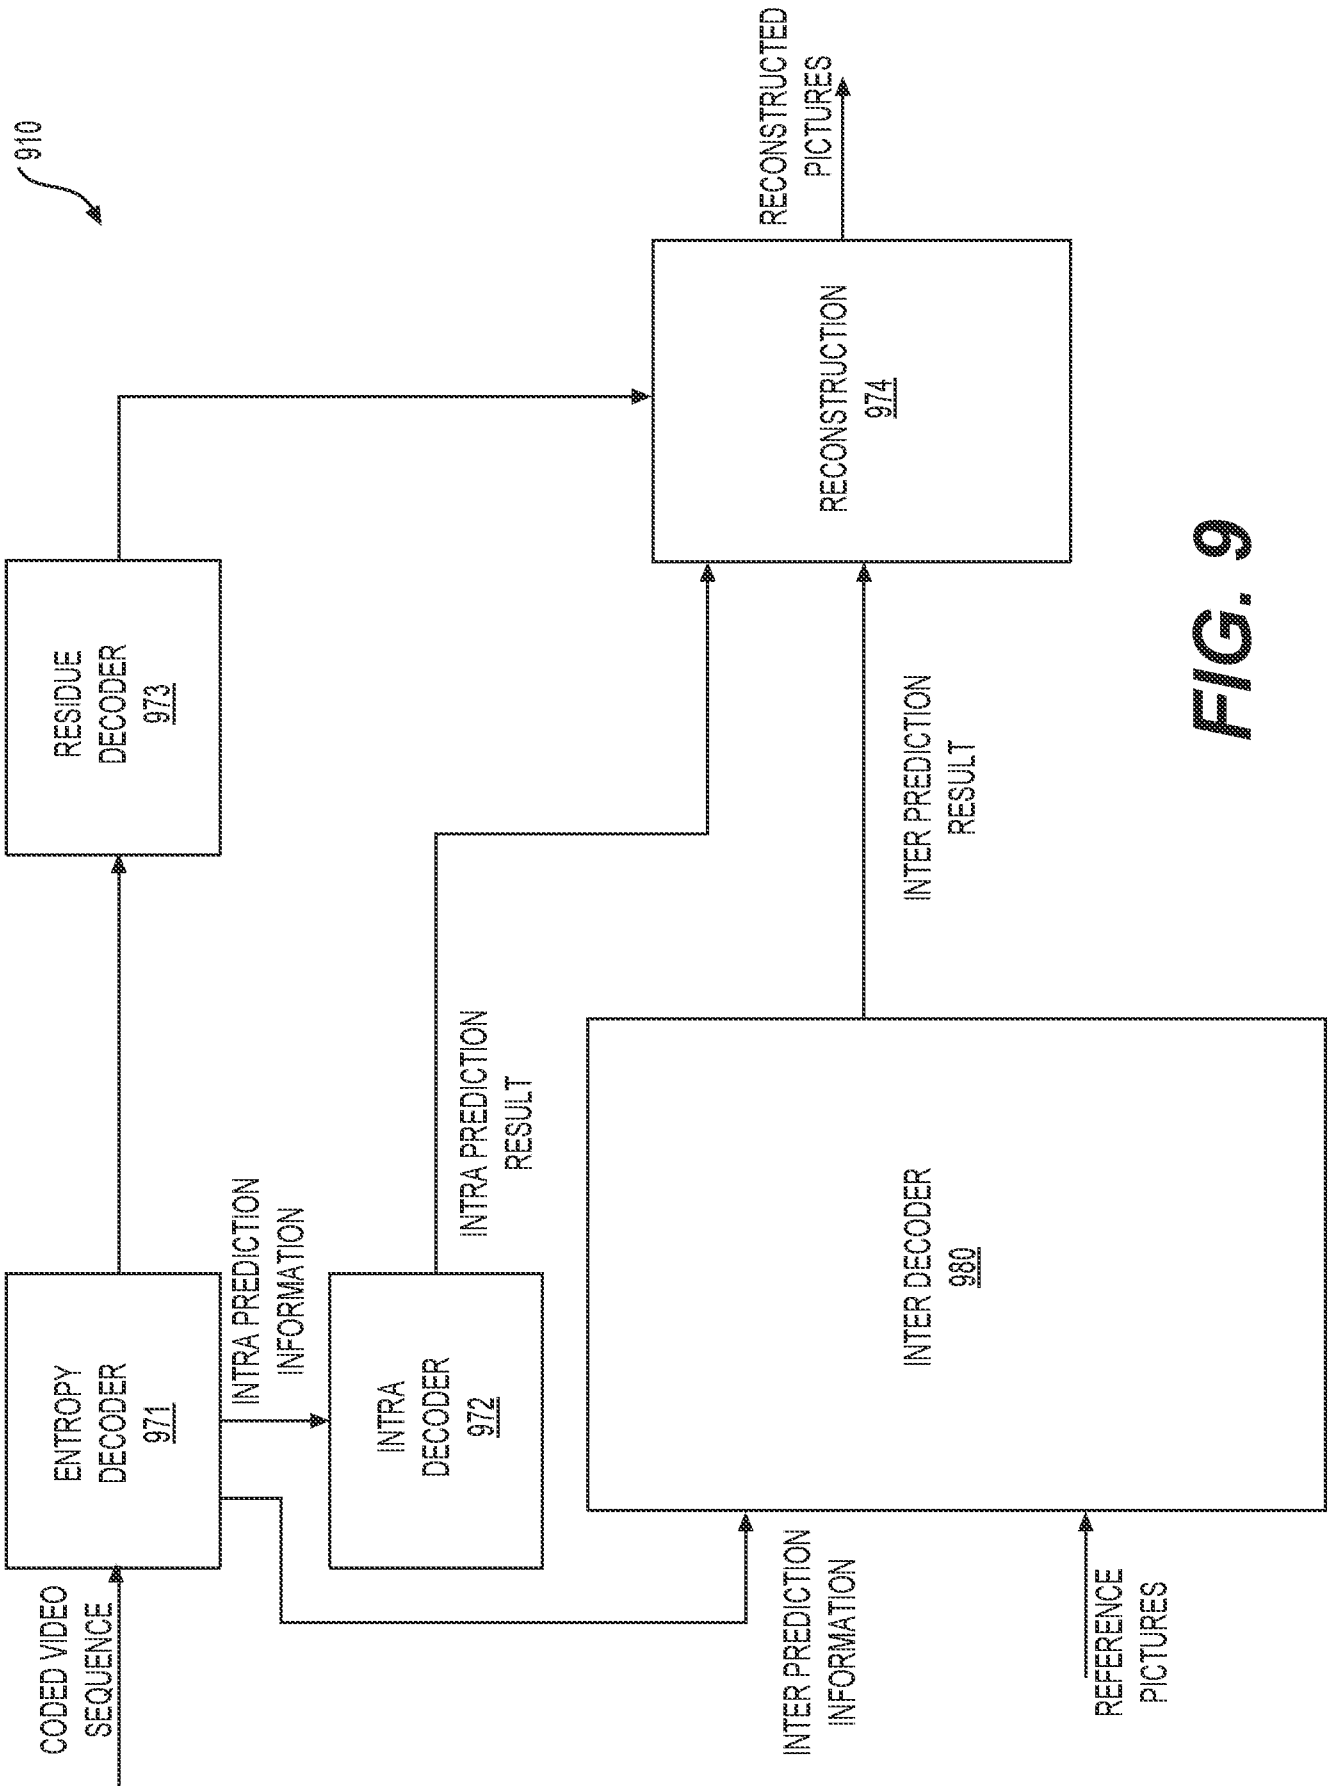 910
CODED VIDEO
SEQUENCE
ENTROPY
DECODER
971
RESIDUE
DECODER
973
INTRA PREDICTION
INFORMATION
INTRA
DECODER
972
INTRA PREDICTION
RESULT
RECONSTRUCTED
PICTURES
RECONSTRUCTION
974
INTER PREDICTION
INFORMATION
INTER DECODER
980
INTER PREDICTION
RESULT
REFERENCE
PICTURES
FIG. 9